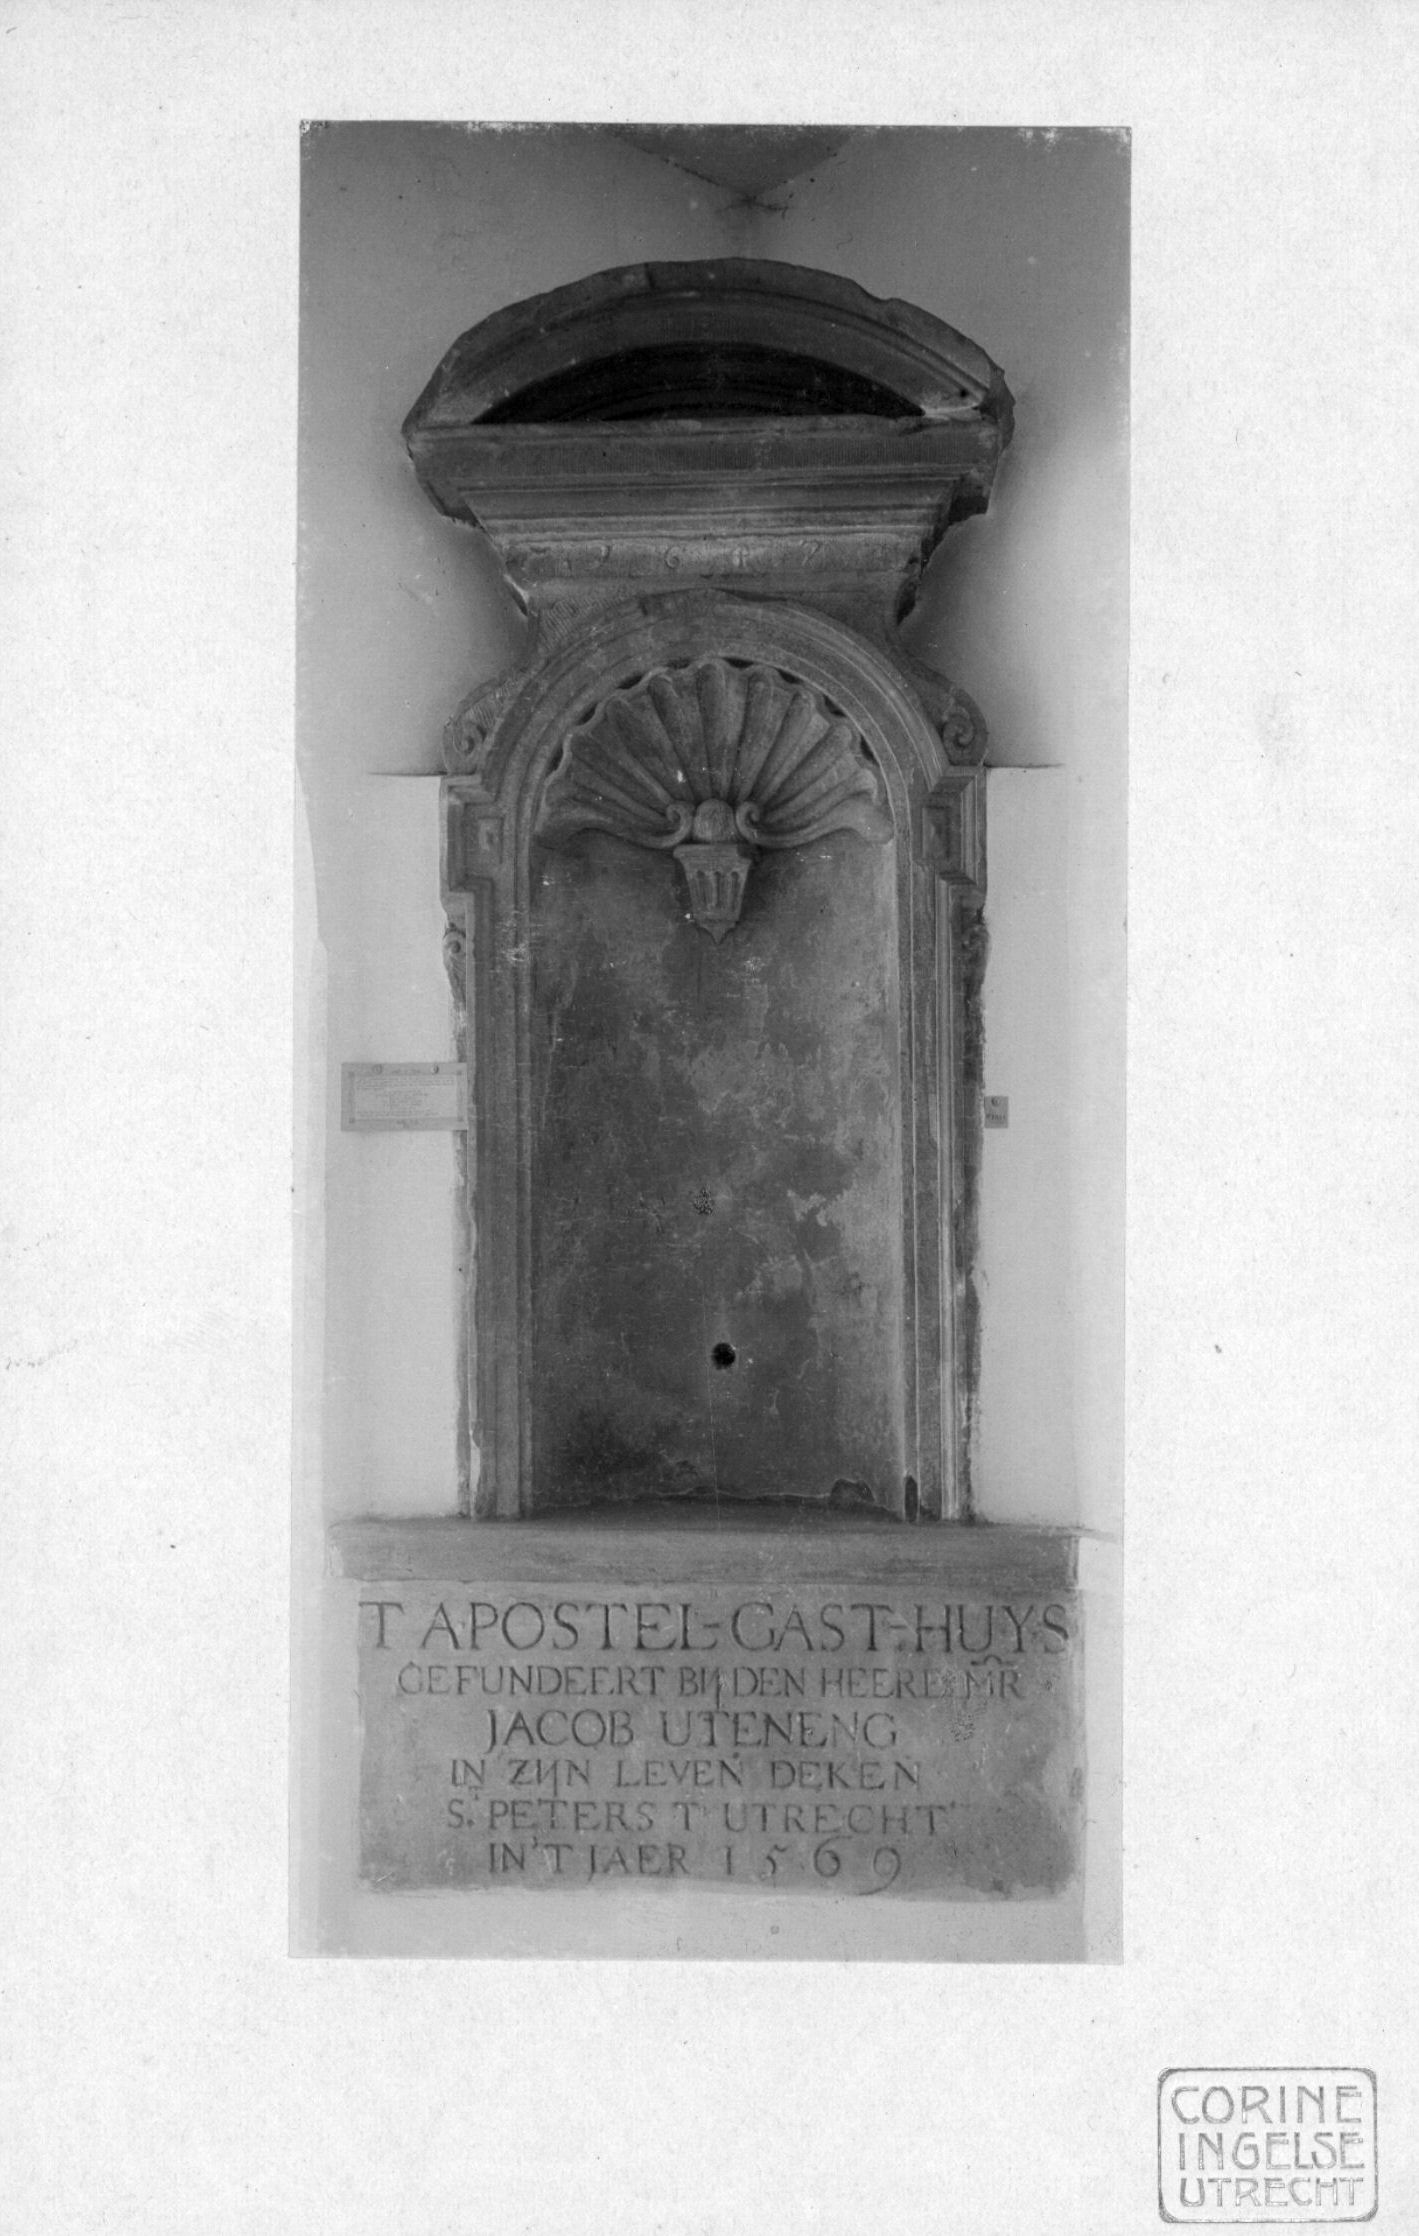 T APOSTEL-GAST-HUYS
GEFUNDEERT BIJ DEN HEERE MR
JACOB UTENENG
IN ZIJN LEVEN DEKEN
S. PETERS T' UTRECHT
IN 'T JAER 1569
CORINE
INGELSE
UTRECHT